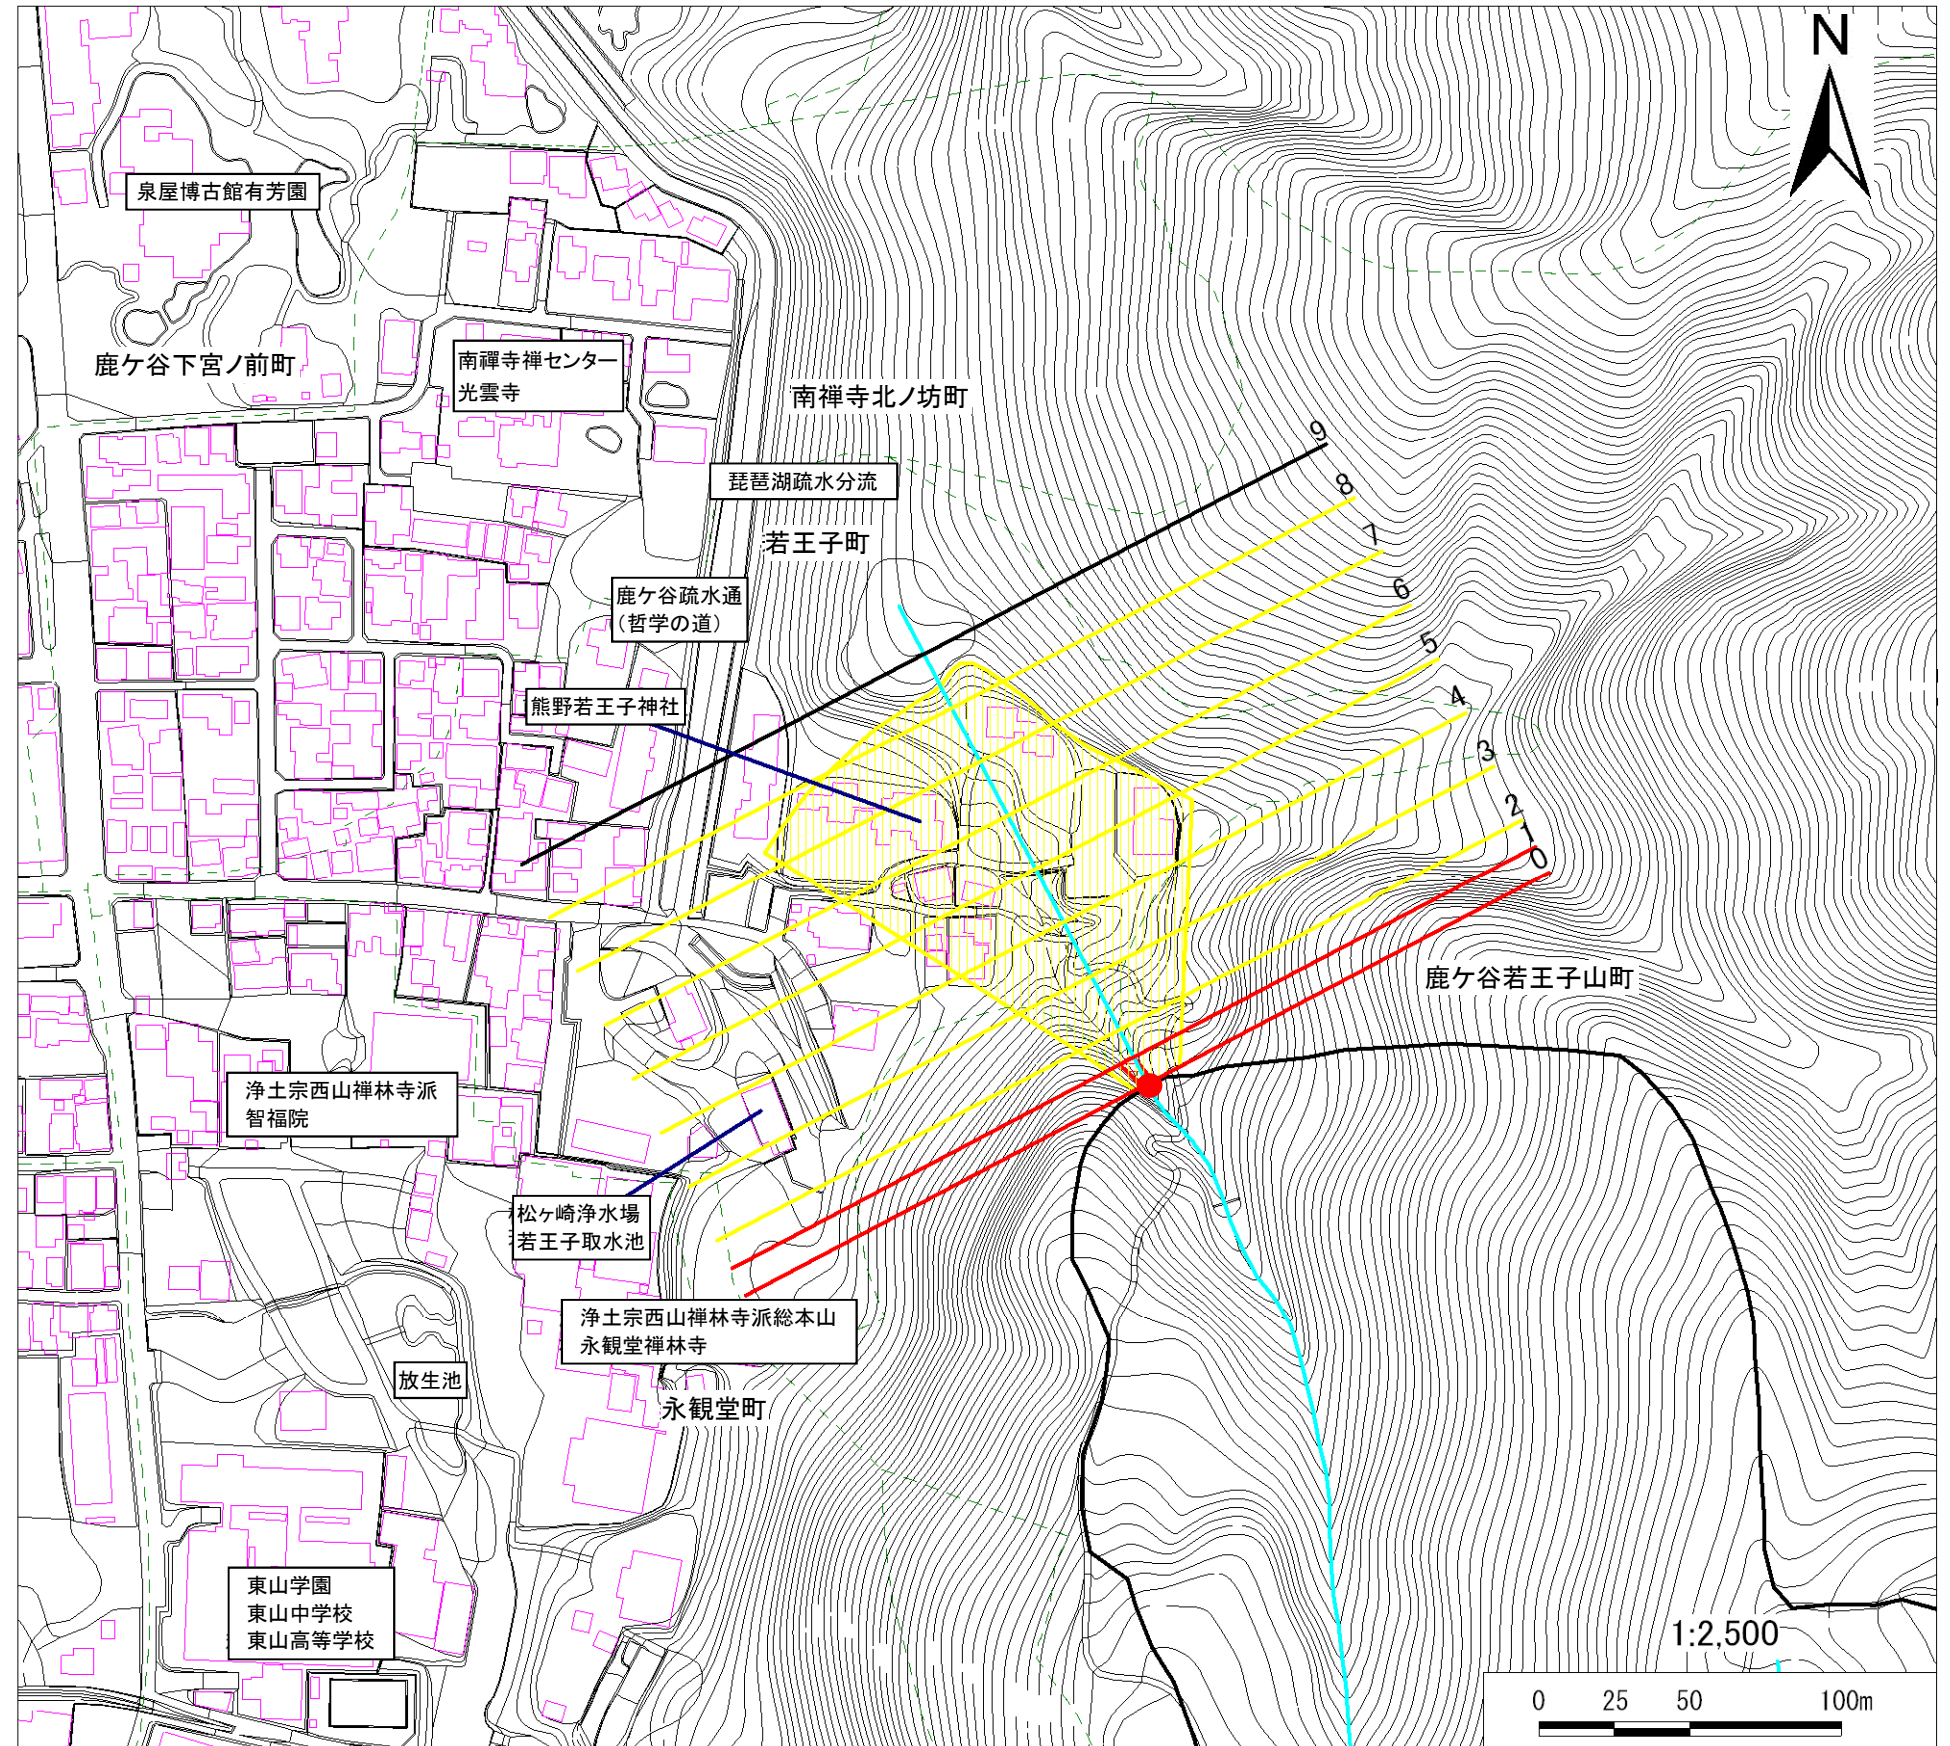 N
泉屋博古館有芳園
鹿ケ谷下宮ノ前町
南禪寺禅センター
光雲寺
南禅寺北ノ坊町
琵琶湖疏水分流
若王子町
鹿ケ谷疏水通
（哲学の道）
熊野若王子神社
9
8
7
6
5
4
3
2
1
0
鹿ケ谷若王子山町
浄土宗西山禅林寺派
智福院
松ヶ崎浄水場
若王子取水池
浄土宗西山禅林寺派総本山
永観堂禅林寺
放生池
永観堂町
東山学園
東山中学校
東山高等学校
1:2,500
0 25 50 100m